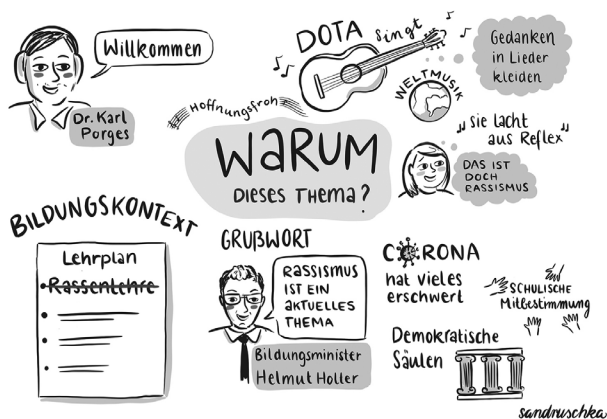 Willkommen
Dr. Karl
Porges
DOTA singt
Gedanken
in Lieder
kleiden
WELTMUSIK
Hoffnungsfroh
WARUM
DIESES THEMA?
„Sie lacht
aus Reflex"
DAS IST
DOCH
RASSISMUS
BILDUNGSKONTEXT
Lehrplan
Rassenlehre
GRUßWORT
RASSISMUS
IST EIN
AKTUELLES
THEMA
Bildungsminister
Helmut Holler
CORONA
hat vieles
erschwert
SCHULISCHE
Mitbestimmung
Demokratische
Säulen
sandruschka